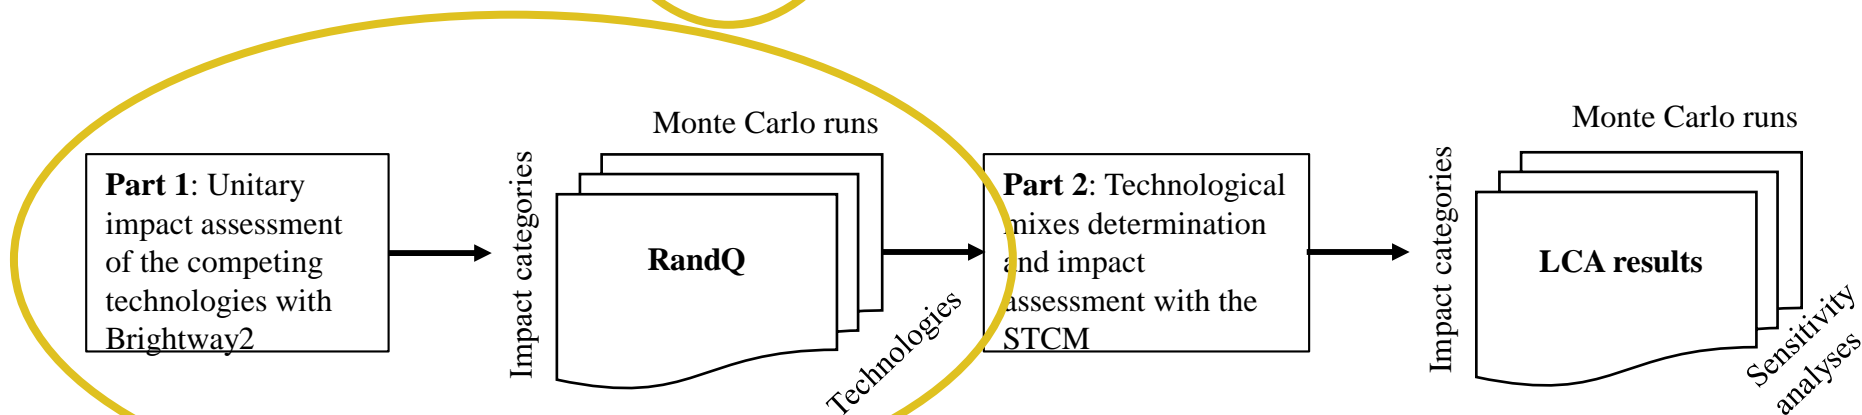 Part 1: Unitary
impact assessment
of the competing
technologies with
Brightway2
Impact categories
Monte Carlo runs
RandQ
Technologies
Part 2: Technological
mixes determination
and impact
assessment with the
STCM
Impact categories
Monte Carlo runs
LCA results
Sensitivity
analyses